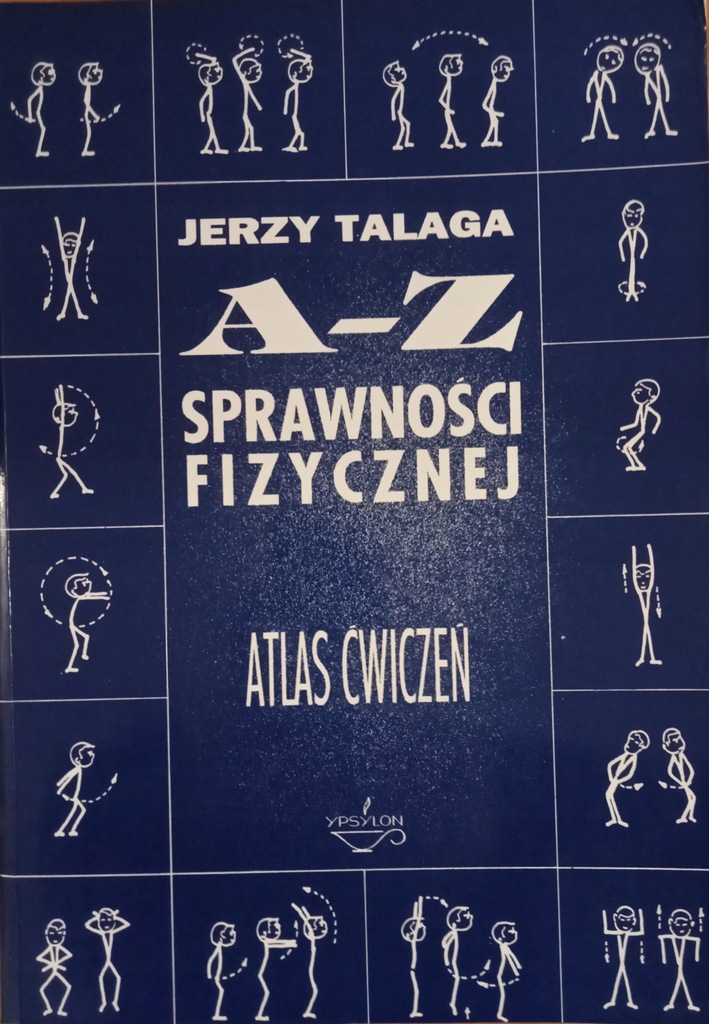 JERZY TALAGA
A-Z
SPRAWNOŚCI
FIZYCZNEJ
ATLAS ĆWICZEŃ
YPSYLON